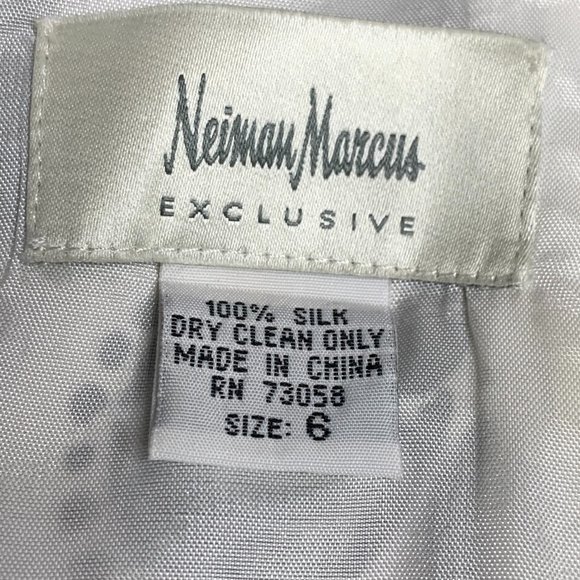 Neiman Marcus
EXCLUSIVE
100% SILK
DRY CLEAN ONLY
MADE IN CHINA
RN 73058
SIZE: 6